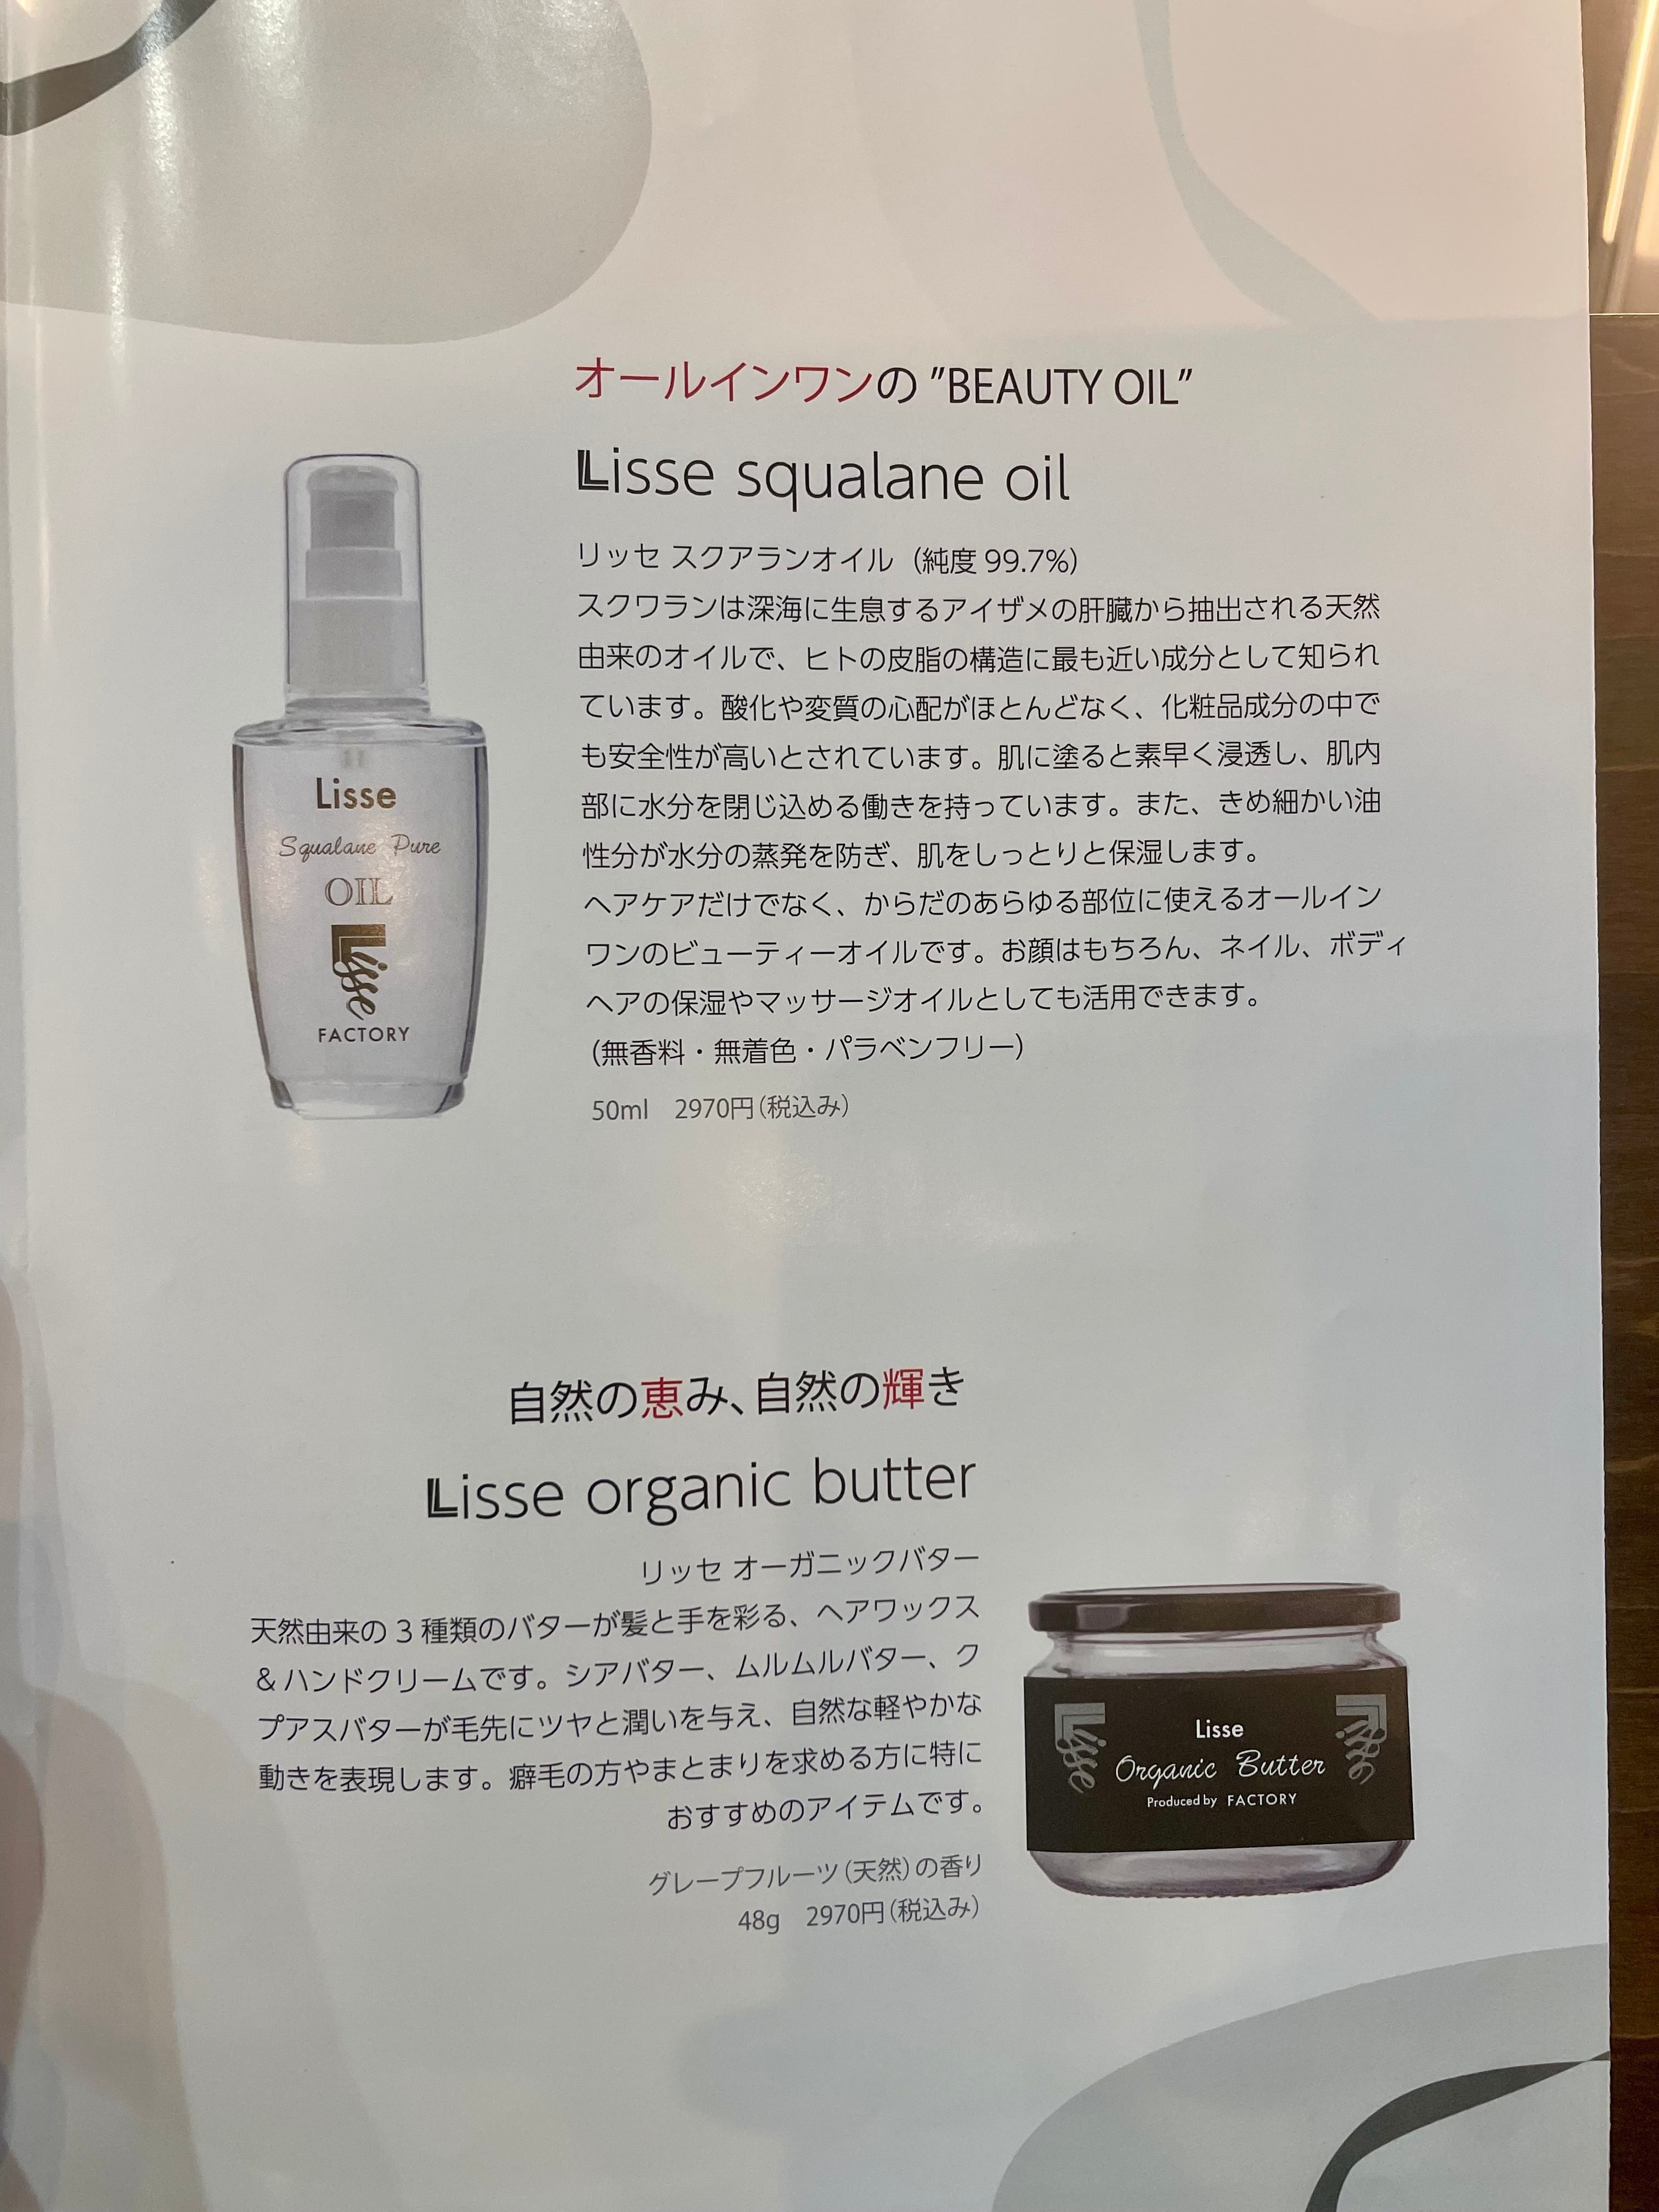 オールインワンの ”BEAUTY OIL”
Lisse squalane oil
リッセ スクアランオイル（純度 99.7%）
スクワランは深海に生息するアイザメの肝臓から抽出される天然
由来のオイルで、ヒトの皮脂の構造に最も近い成分として知られ
ています。酸化や変質の心配がほとんどなく、化粧品成分の中で
も安全性が高いとされています。肌に塗ると素早く浸透し、肌内
部に水分を閉じ込める働きを持っています。また、きめ細かい油
性分が水分の蒸発を防ぎ、肌をしっとりと保湿します。
ヘアケアだけでなく、からだのあらゆる部位に使えるオールイン
ワンのビューティーオイルです。お顔はもちろん、ネイル、ボディ
ヘアの保湿やマッサージオイルとしても活用できます。
（無香料・無着色・パラベンフリー）
50ml　2970円（税込み）
Lisse
Squalane Pure
OIL
Lisse
FACTORY
自然の恵み、自然の輝き
Lisse organic butter
リッセ オーガニックバター
天然由来の 3 種類のバターが髪と手を彩る、ヘアワックス
& ハンドクリームです。シアバター、ムルムルバター、ク
プアスバターが毛先にツヤと潤いを与え、自然な軽やかな
動きを表現します。癖毛の方やまとまりを求める方に特に
おすすめのアイテムです。
グレープフルーツ（天然）の香り
48g　2970円（税込み）
Lisse
Lisse
Organic Butter
Produced by FACTORY
Lisse